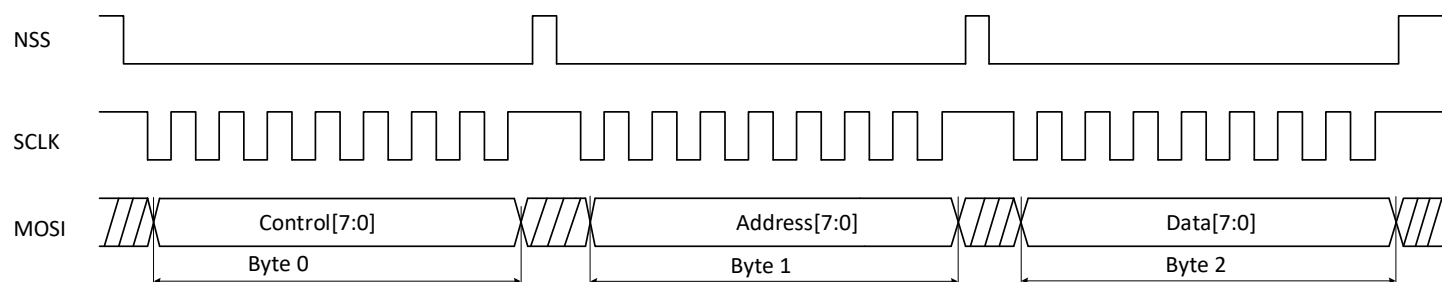 NSS
SCLK
MOSI
Control[7:0]
Address[7:0]
Data[7:0]
Byte 0
Byte 1
Byte 2